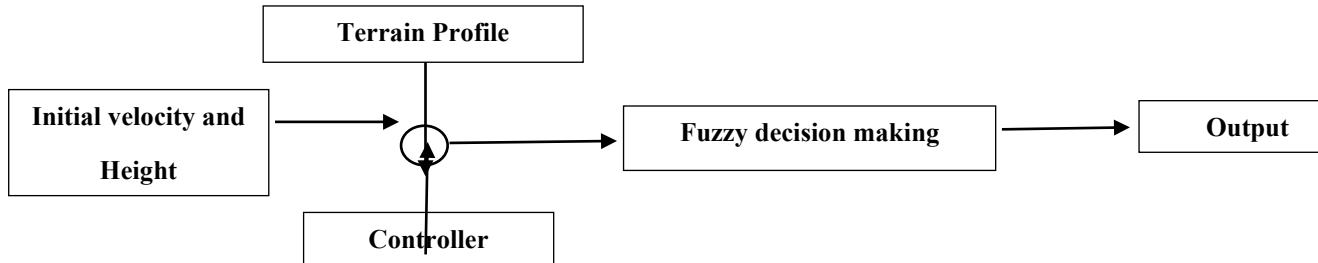 Terrain Profile
Initial velocity and
Height
Fuzzy decision making
Output
Controller